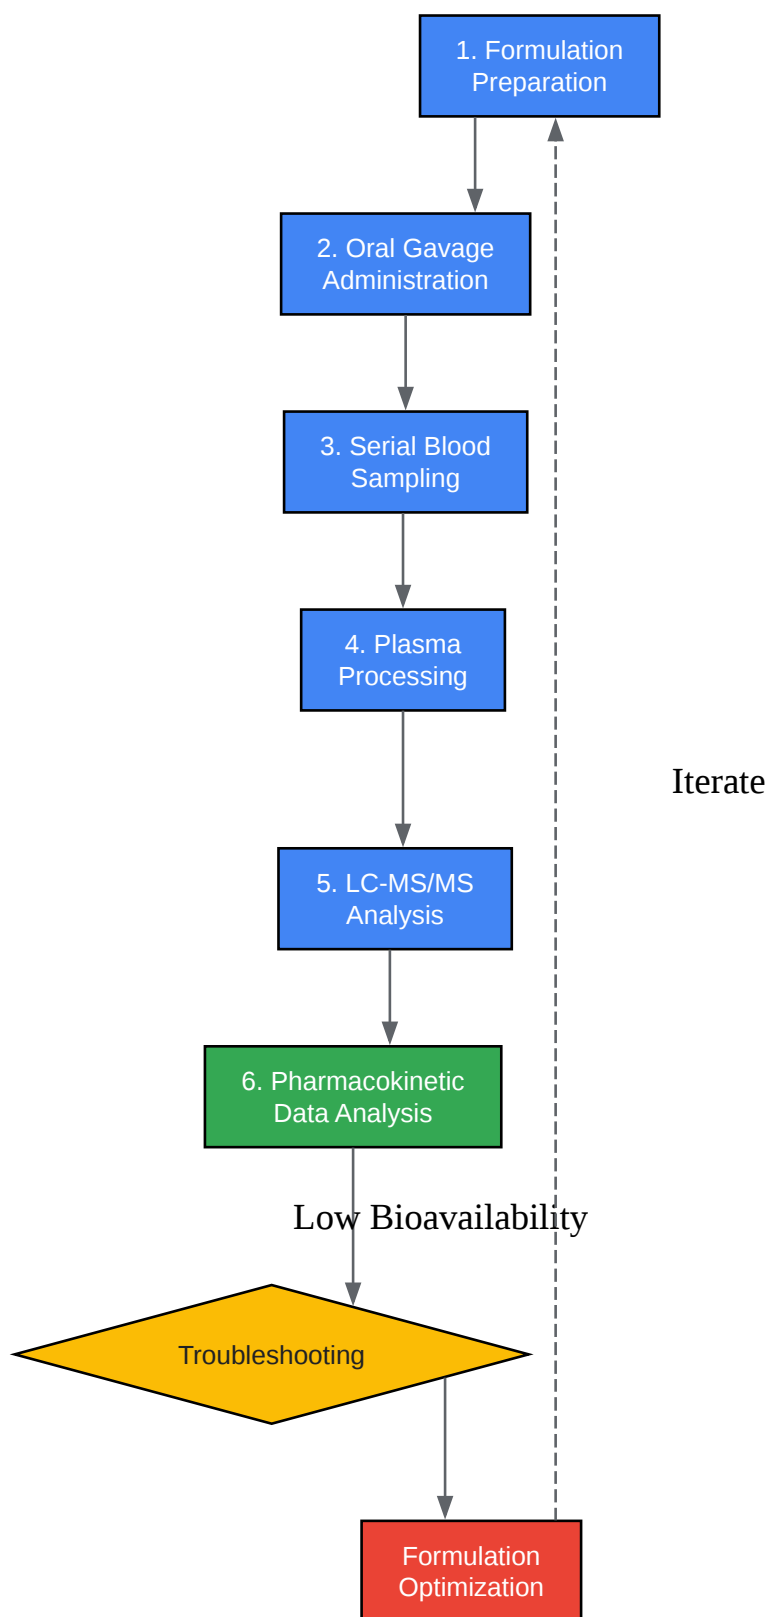 1. Formulation
Preparation
2. Oral Gavage
Administration
3. Serial Blood
Sampling
4. Plasma
Processing
Iterate
5. LC-MS/MS
Analysis
6. Pharmacokinetic
Data Analysis
Low Bioavailability
Troubleshooting
Formulation
Optimization